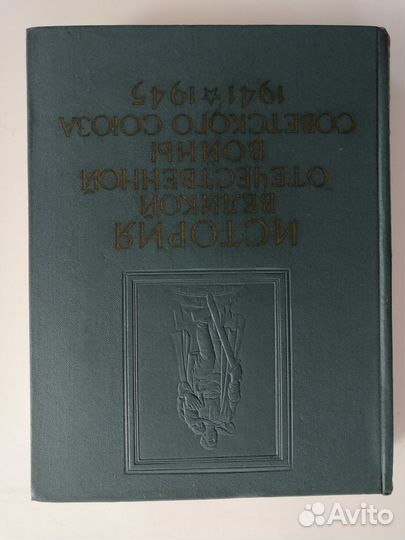 ИСТОРИЯ
ВЕЛИКОЙ
ОТЕЧЕСТВЕННОЙ
ВОЙНЫ
СОВЕТСКОГО СОЮЗА
1941 ☆ 1945
Avito